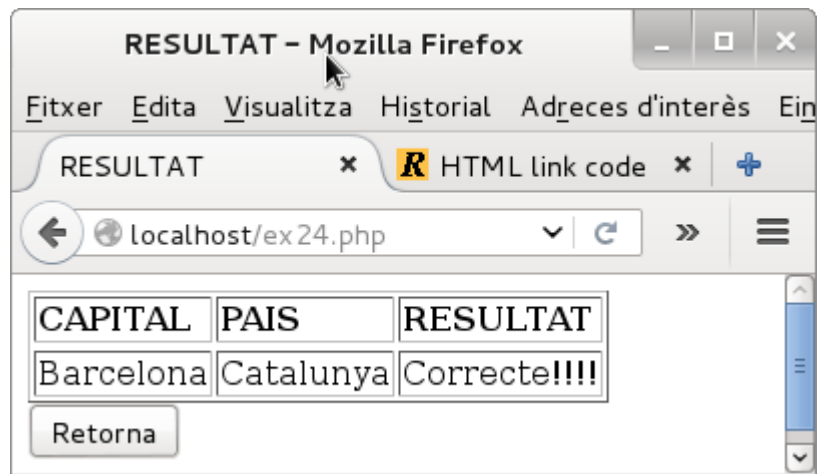 RESULTAT – Mozilla Firefox
Fitxer Edita Visualitza Historial Adreces d'interès Ein
RESULTAT R HTML link code
localhost/ex24.php
CAPITAL PAIS RESULTAT
Barcelona Catalunya Correcte!!!!
Retorna